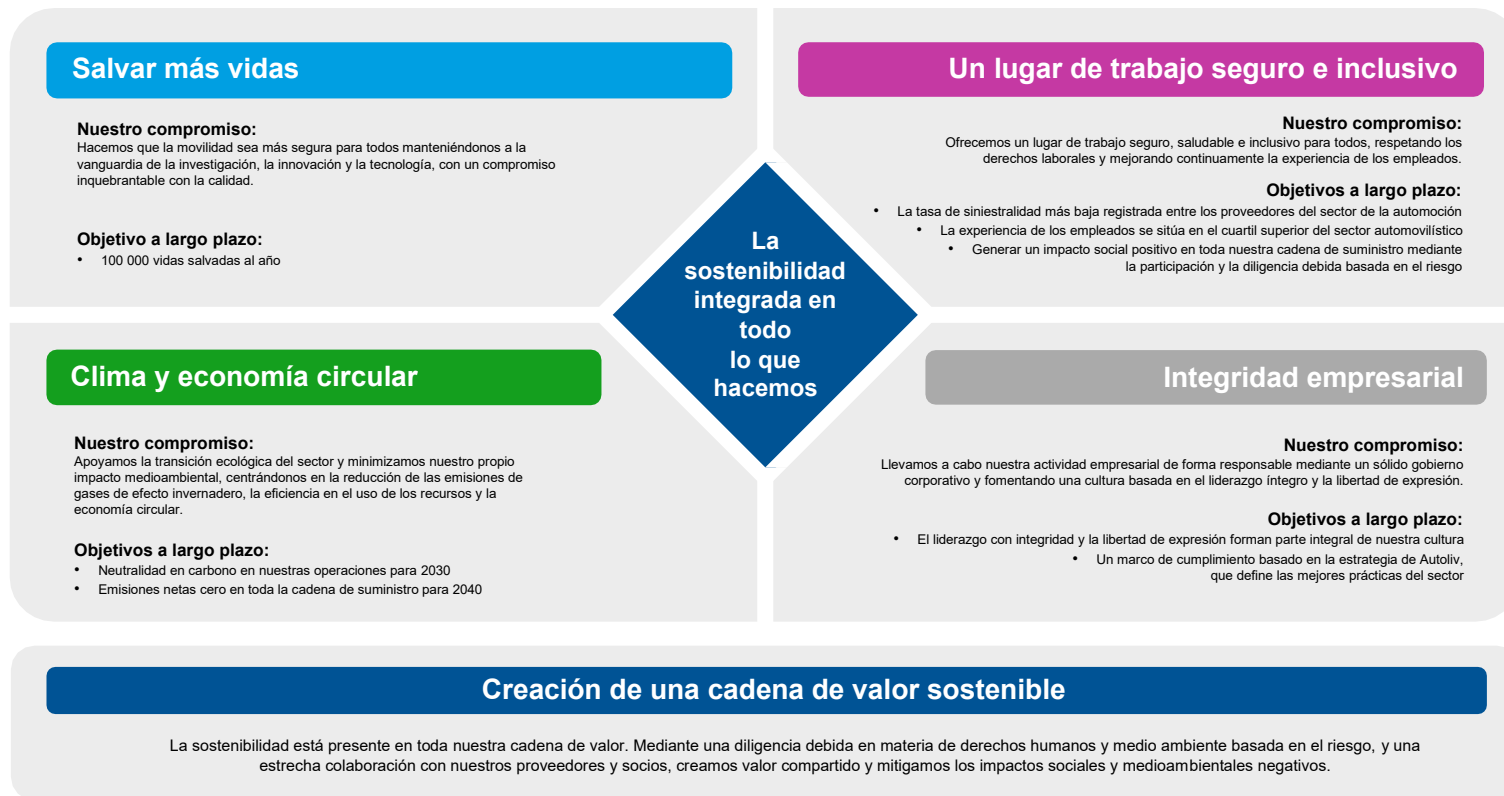 Salvar más vidas
Nuestro compromiso:
Hacemos que la movilidad sea más segura para todos manteniéndonos a la
vanguardia de la investigación, la innovación y la tecnología, con un compromiso
inquebrantable con la calidad.
Objetivo a largo plazo:
• 100 000 vidas salvadas al año
Un lugar de trabajo seguro e inclusivo
Nuestro compromiso:
Ofrecemos un lugar de trabajo seguro, saludable e inclusivo para todos, respetando los
derechos laborales y mejorando continuamente la experiencia de los empleados.
Objetivos a largo plazo:
• La tasa de siniestralidad más baja registrada entre los proveedores del sector de la automoción
• La experiencia de los empleados se sitúa en el cuartil superior del sector automovilístico
• Generar un impacto social positivo en toda nuestra cadena de suministro mediante
la participación y la diligencia debida basada en el riesgo
La
sostenibilidad
integrada en
todo
lo que
hacemos
Clima y economía circular
Nuestro compromiso:
Apoyamos la transición ecológica del sector y minimizamos nuestro propio
impacto medioambiental, centrándonos en la reducción de las emisiones de
gases de efecto invernadero, la eficiencia en el uso de los recursos y la
economía circular.
Objetivos a largo plazo:
• Neutralidad en carbono en nuestras operaciones para 2030
• Emisiones netas cero en toda la cadena de suministro para 2040
Integridad empresarial
Nuestro compromiso:
Llevamos a cabo nuestra actividad empresarial de forma responsable mediante un sólido gobierno
corporativo y fomentando una cultura basada en el liderazgo íntegro y la libertad de expresión.
Objetivos a largo plazo:
• El liderazgo con integridad y la libertad de expresión forman parte integral de nuestra cultura
• Un marco de cumplimiento basado en la estrategia de Autoliv,
que define las mejores prácticas del sector
Creación de una cadena de valor sostenible
La sostenibilidad está presente en toda nuestra cadena de valor. Mediante una diligencia debida en materia de derechos humanos y medio ambiente basada en el riesgo, y una
estrecha colaboración con nuestros proveedores y socios, creamos valor compartido y mitigamos los impactos sociales y medioambientales negativos.